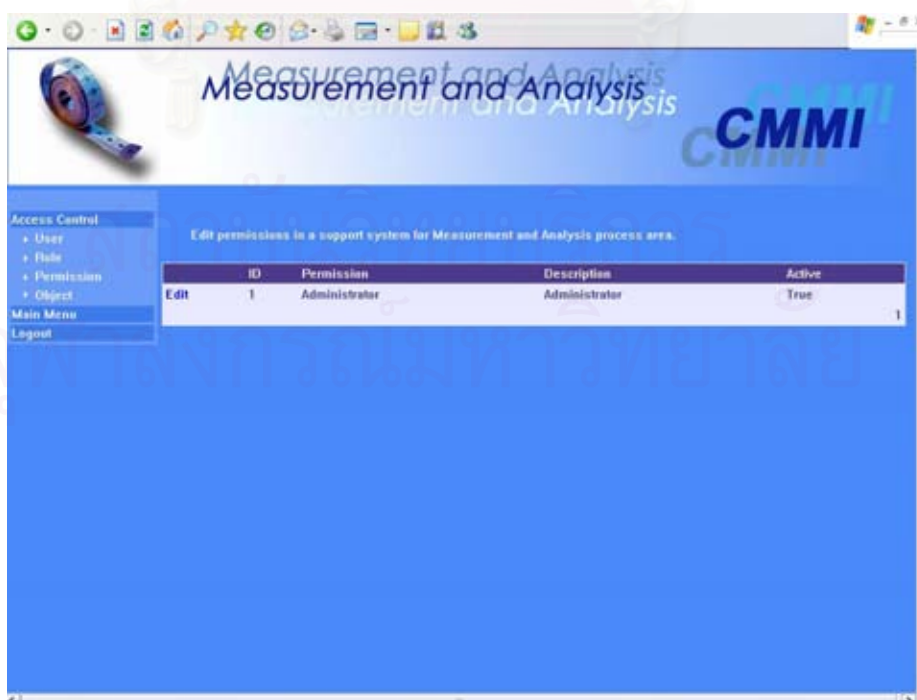 Measurement and Analysis
CMMI
Access Control
User
Role
Permission
Object
Main Menu
Logout
Edit permissions in a support system for Measurement and Analysis process area.
ID Permission Description Active
Edit 1 Administrator Administrator True
1